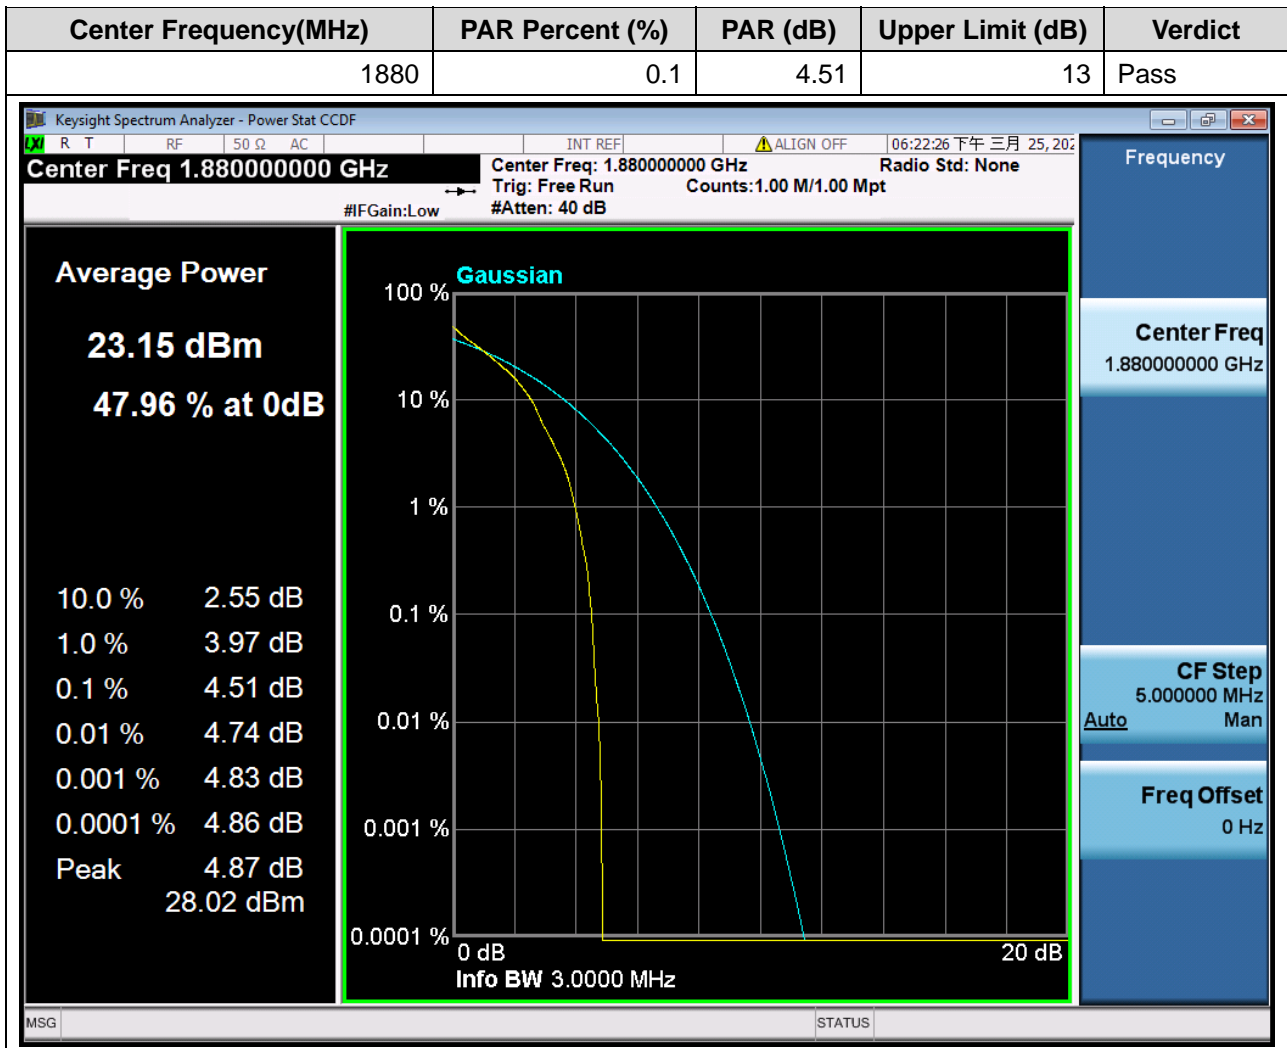 Center Frequency(MHz) PAR Percent (%) PAR (dB) Upper Limit (dB) Verdict
1880 0.1 4.51 13 Pass
Keysight Spectrum Analyzer - Power Stat CCDF
LXI R T RF 50 Ω AC INT REF ALIGN OFF 06:22:26 下午 三月 25, 202
Center Freq 1.880000000 GHz
Center Freq: 1.880000000 GHz Radio Std: None
Trig: Free Run Counts:1.00 M/1.00 Mpt
#IFGain:Low #Atten: 40 dB
Average Power
23.15 dBm
47.96 % at 0dB
10.0 % 2.55 dB
1.0 % 3.97 dB
0.1 % 4.51 dB
0.01 % 4.74 dB
0.001 % 4.83 dB
0.0001 % 4.86 dB
Peak 4.87 dB
28.02 dBm
Gaussian
100 %
10 %
1 %
0.1 %
0.01 %
0.001 %
0.0001 %
0 dB 20 dB
Info BW 3.0000 MHz
Frequency
Center Freq
1.880000000 GHz
CF Step
5.000000 MHz
Auto Man
Freq Offset
0 Hz
MSG STATUS